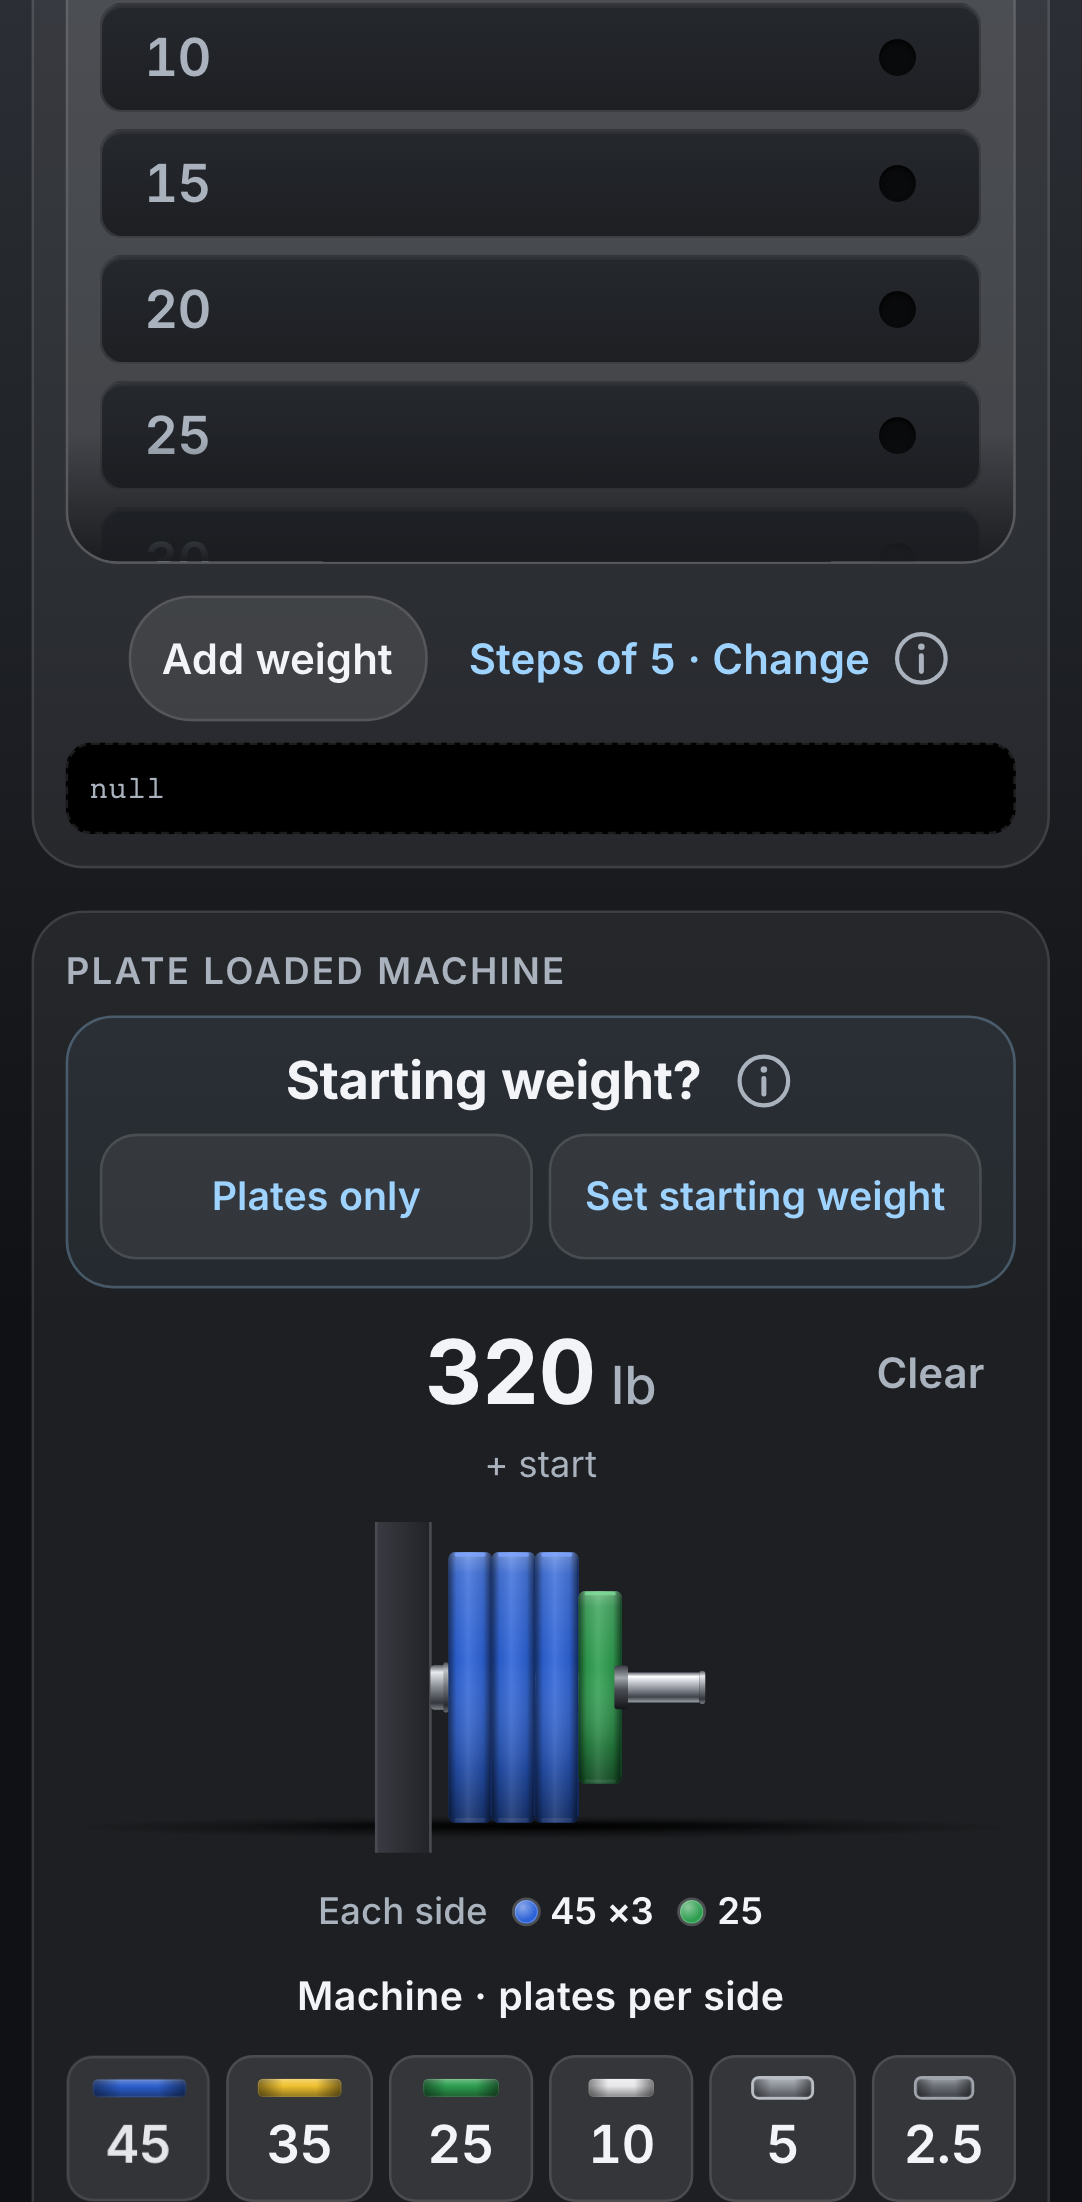 10
15
20
25
30
Add weight
Steps of 5 · Change
null
PLATE LOADED MACHINE
Starting weight?
Plates only
Set starting weight
320 lb
Clear
+ start
Each side 45 ×3 25
Machine · plates per side
45 35 25 10 5 2.5